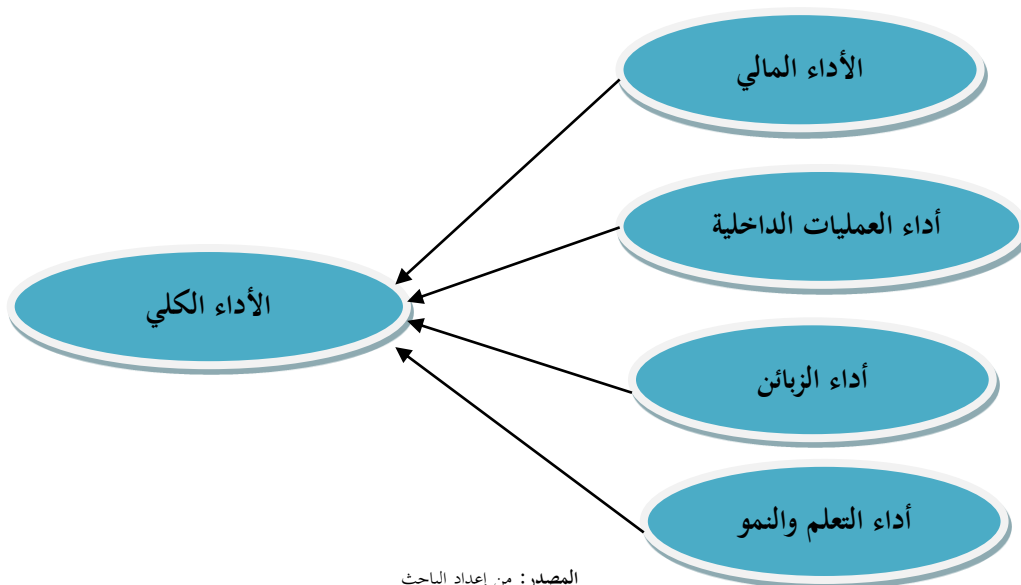 الأداء المالي
أداء العمليات الداخلية
الأداء الكلي
أداء الزبائن
أداء التعلم والنمو
المصدر: من إعداد الباحث